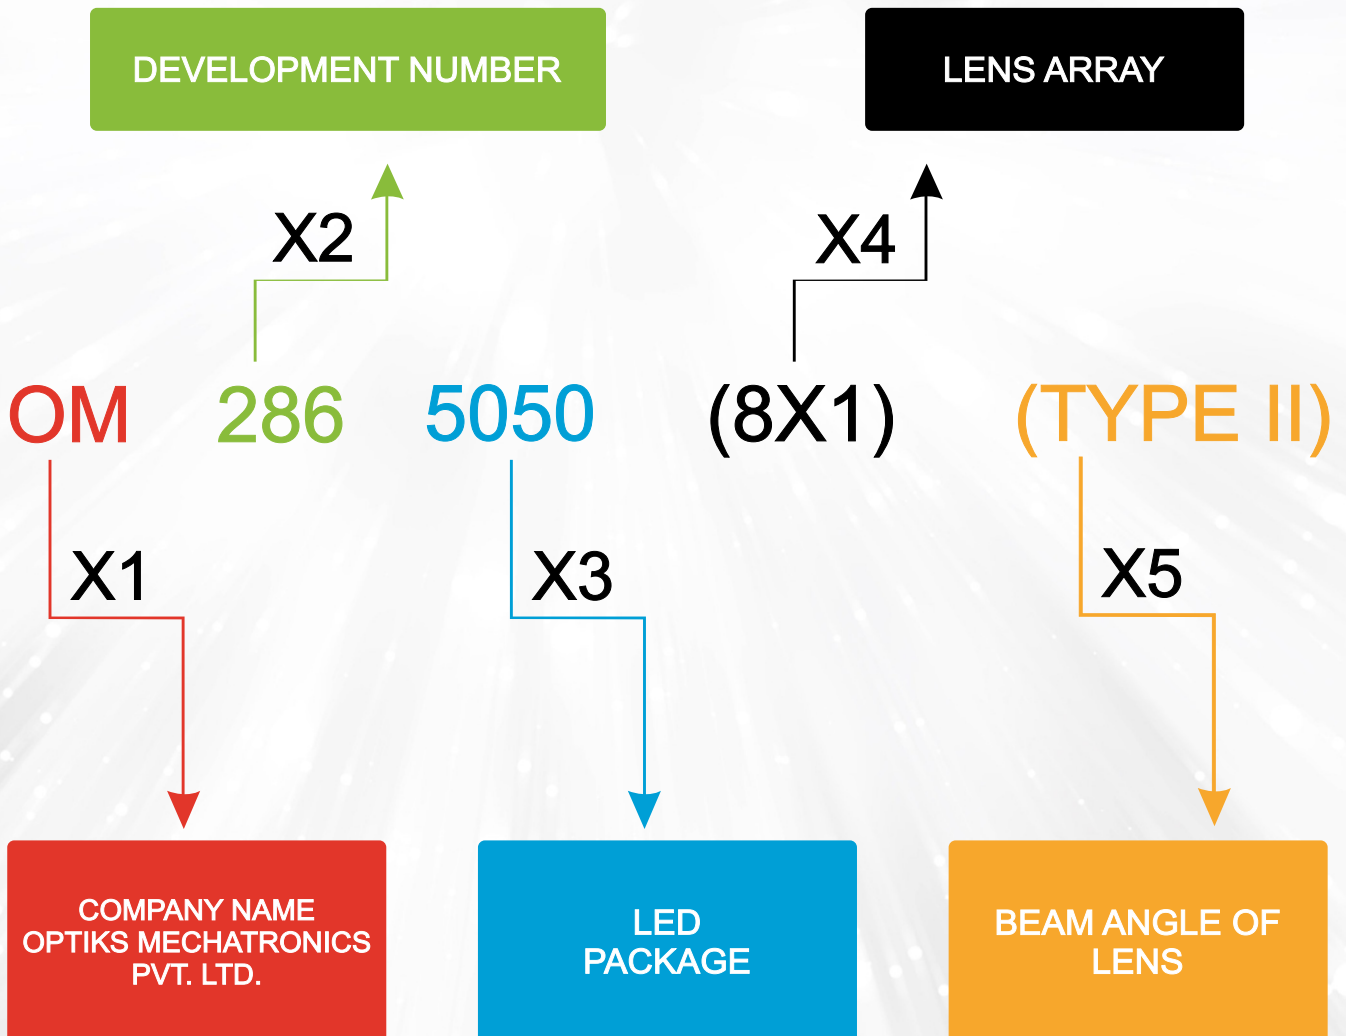 DEVELOPMENT NUMBER
LENS ARRAY
X2
X4
OM 286 5050 (8X1) (TYPE II)
X1
X3
X5
COMPANY NAME
OPTIKS MECHATRONICS
PVT. LTD.
LED
PACKAGE
BEAM ANGLE OF
LENS